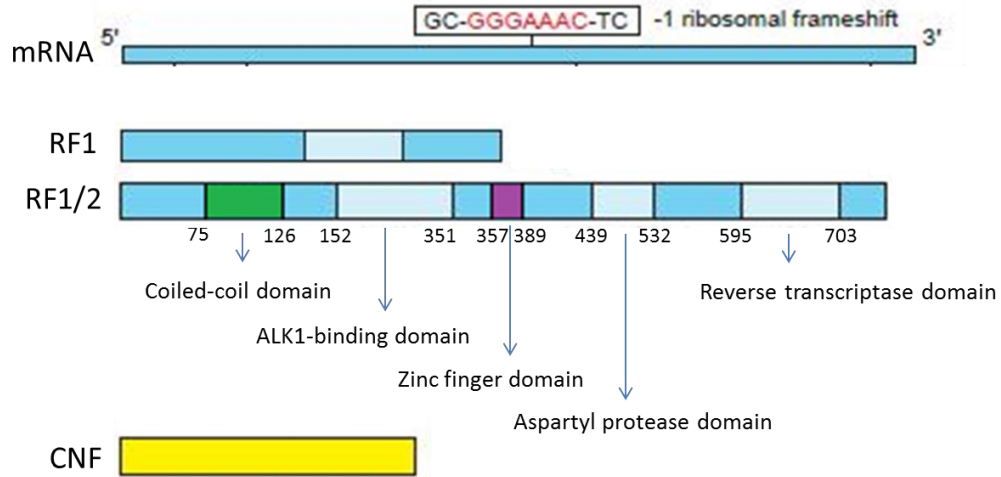 GC-GGGAAAC-TC -1 ribosomal frameshift
5' 3'
mRNA
RF1
RF1/2
75 126 152 351 357 389 439 532 595 703
Coiled-coil domain
Reverse transcriptase domain
ALK1-binding domain
Zinc finger domain
Aspartyl protease domain
CNF